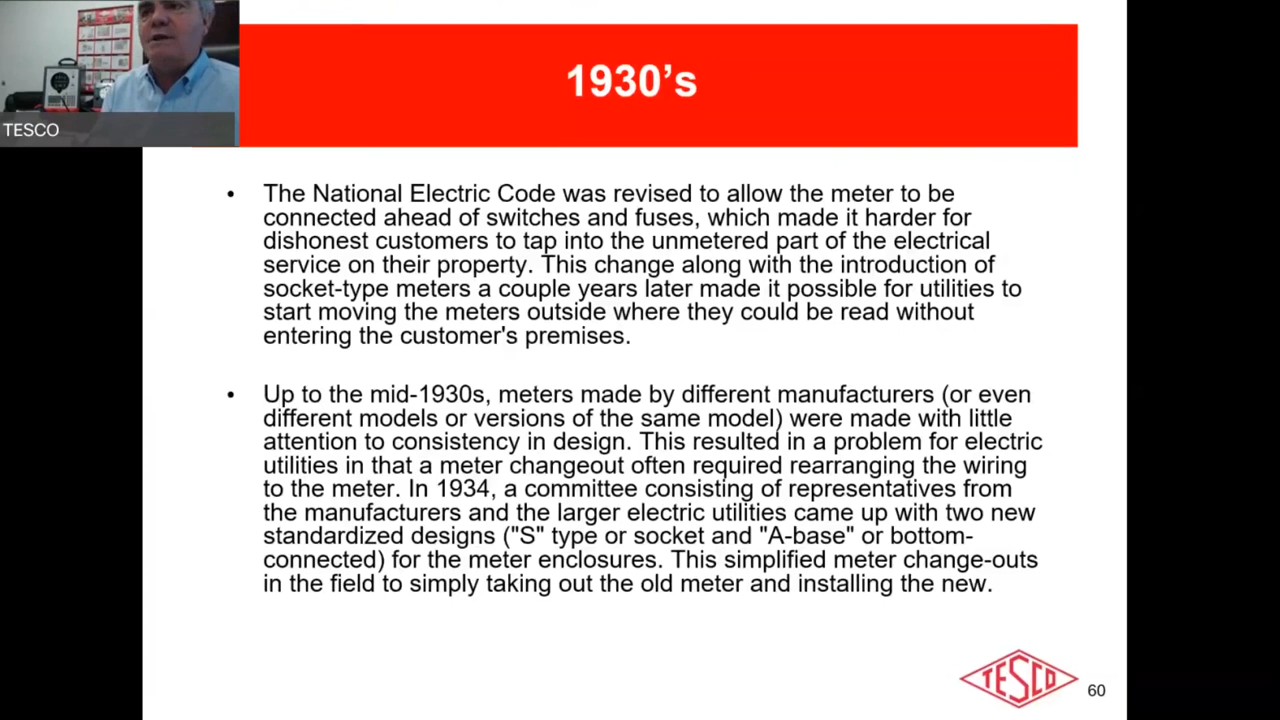 1930’s
TESCO
• The National Electric Code was revised to allow the meter to be
connected ahead of switches and fuses, which made it harder for
dishonest customers to tap into the unmetered part of the electrical
service on their property. This change along with the introduction of
socket-type meters a couple years later made it possible for utilities to
start moving the meters outside where they could be read without
entering the customer's premises.
• Up to the mid-1930s, meters made by different manufacturers (or even
different models or versions of the same model) were made with little
attention to consistency in design. This resulted in a problem for electric
utilities in that a meter changeout often required rearranging the wiring
to the meter. In 1934, a committee consisting of representatives from
the manufacturers and the larger electric utilities came up with two new
standardized designs ("S" type or socket and "A-base" or bottom-
connected) for the meter enclosures. This simplified meter change-outs
in the field to simply taking out the old meter and installing the new.
TESCO
60